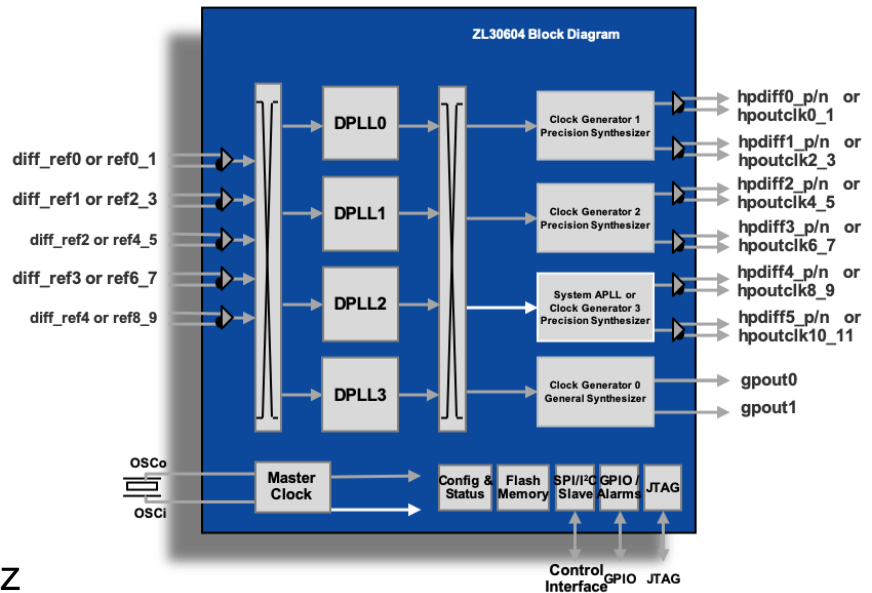 ZL30604 Block Diagram
diff_ref0 or ref0_1
diff_ref1 or ref2_3
diff_ref2 or ref4_5
diff_ref3 or ref6_7
diff_ref4 or ref8_9
DPLL0
DPLL1
DPLL2
DPLL3
Clock Generator 1
Precision Synthesizer
Clock Generator 2
Precision Synthesizer
System APLL or
Clock Generator 3
Precision Synthesizer
Clock Generator 0
General Synthesizer
hpdiff0_p/n or
hpoutclk0_1
hpdiff1_p/n or
hpoutclk2_3
hpdiff2_p/n or
hpoutclk4_5
hpdiff3_p/n or
hpoutclk6_7
hpdiff4_p/n or
hpoutclk8_9
hpdiff5_p/n or
hpoutclk10_11
gpout0
gpout1
OSCo
OSCi
Master
Clock
Config &
Status
Flash
Memory
SPI/I²C
Slave
GPIO /
Alarms
JTAG
Control
Interface
GPIO
JTAG
z